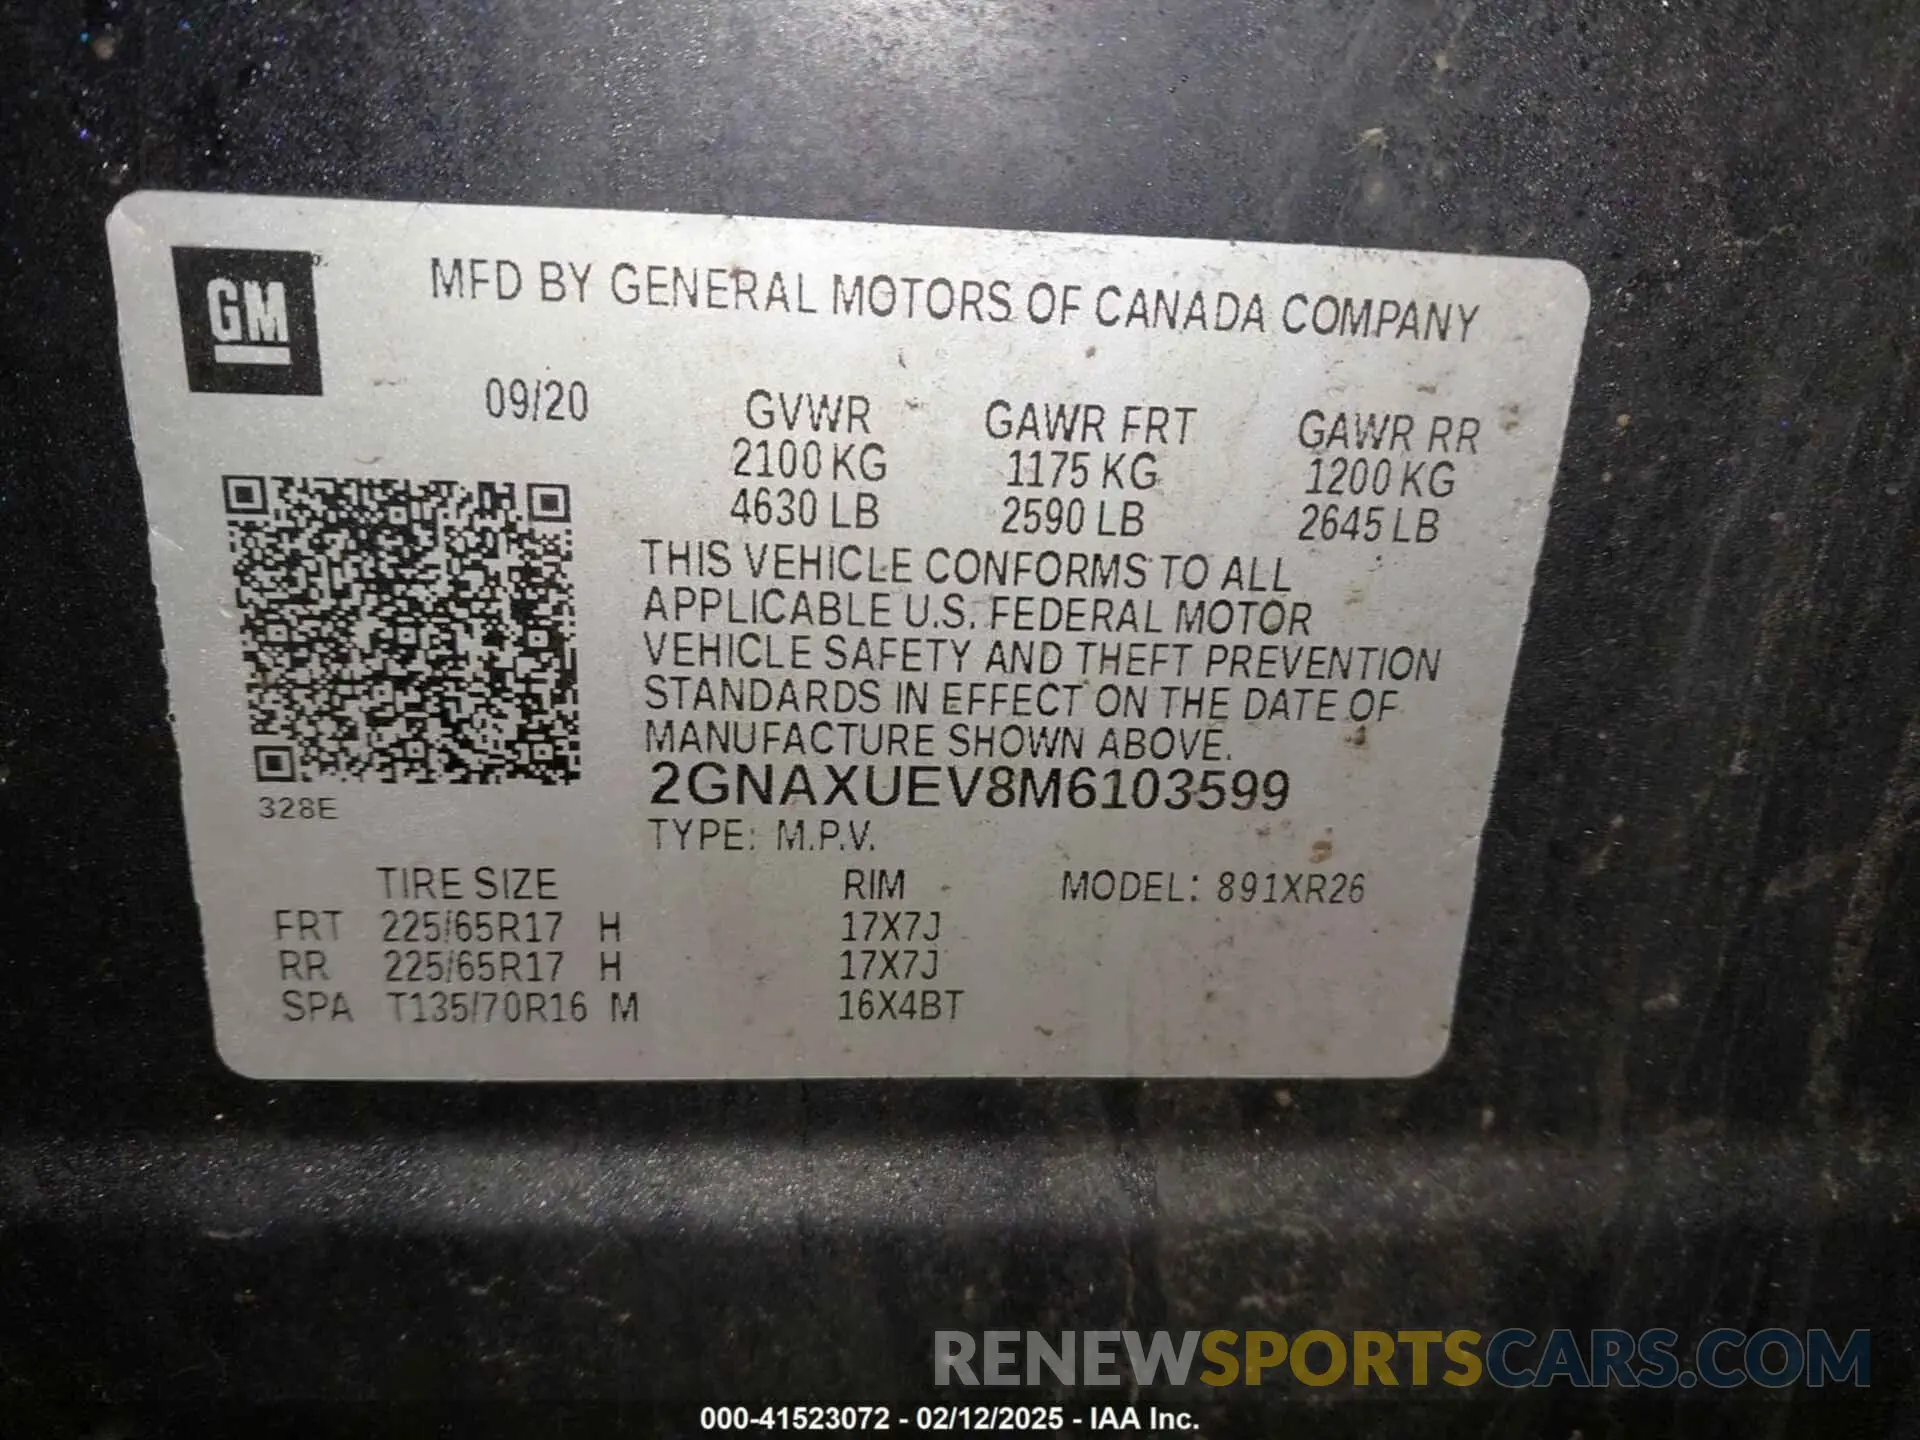 GM
MFD BY GENERAL MOTORS OF CANADA COMPANY
09/20
GVWR GAWR FRT GAWR RR
2100 KG 1175 KG 1200 KG
4630 LB 2590 LB 2645 LB
THIS VEHICLE CONFORMS TO ALL
APPLICABLE U.S. FEDERAL MOTOR
VEHICLE SAFETY AND THEFT PREVENTION
STANDARDS IN EFFECT ON THE DATE OF
MANUFACTURE SHOWN ABOVE.
2GNAXUEV8M6103599
328E
TYPE: M.P.V.
TIRE SIZE RIM MODEL: 891XR26
FRT 225/65R17 H 17X7J
RR 225/65R17 H 17X7J
SPA T135/70R16 M 16X4BT
RENEWSPORTSCARS.COM
000-41523072 - 02/12/2025 - IAA Inc.